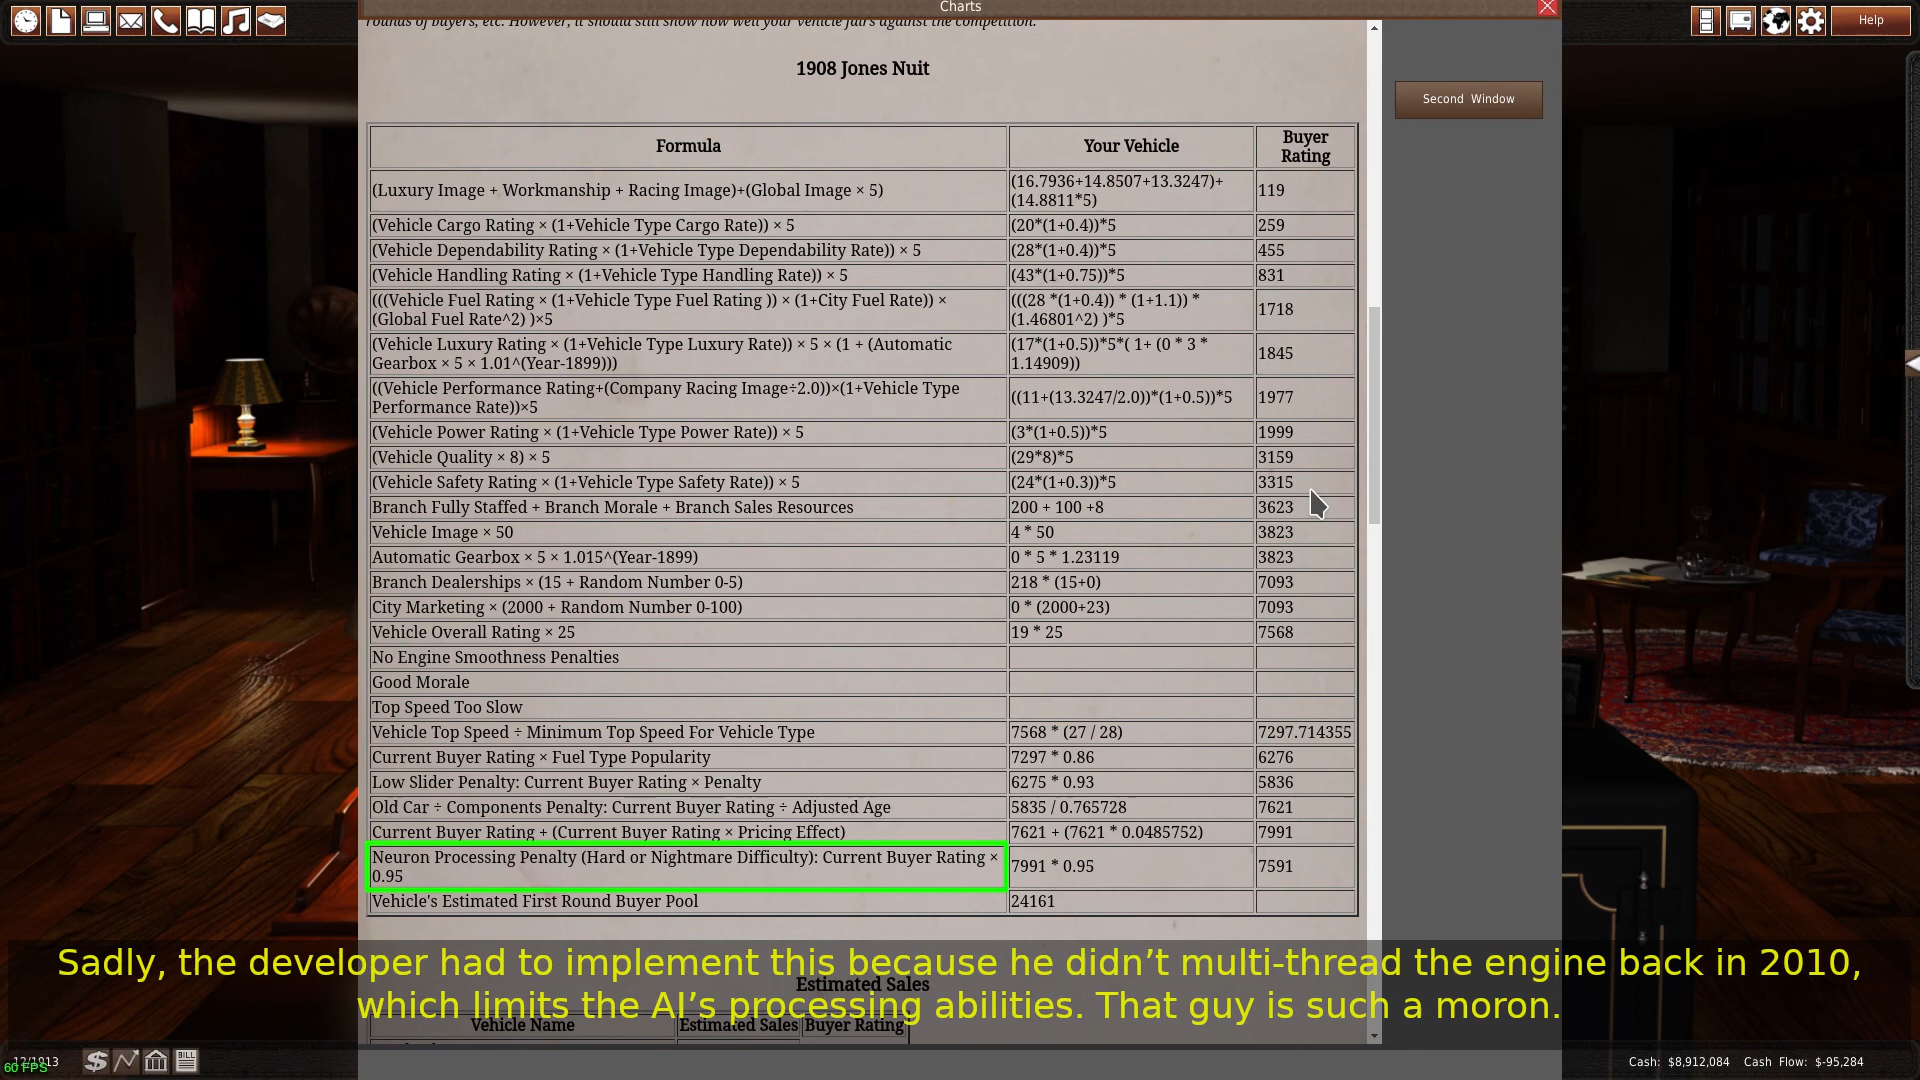 Charts
Help
rounds of buyers, etc. However, it should still show how well your vehicle fairs against the competition.
1908 Jones Nuit
Second Window
Formula Your Vehicle Buyer Rating
(Luxury Image + Workmanship + Racing Image)+(Global Image × 5) (16.7936+14.8507+13.3247)+ (14.8811*5) 119
(Vehicle Cargo Rating × (1+Vehicle Type Cargo Rate)) × 5 (20*(1+0.4))*5 259
(Vehicle Dependability Rating × (1+Vehicle Type Dependability Rate)) × 5 (28*(1+0.4))*5 455
(Vehicle Handling Rating × (1+Vehicle Type Handling Rate)) × 5 (43*(1+0.75))*5 831
(((Vehicle Fuel Rating × (1+Vehicle Type Fuel Rating )) × (1+City Fuel Rate)) × (Global Fuel Rate^2) )×5 (((28 *(1+0.4)) * (1+1.1)) * (1.46801^2) )*5 1718
(Vehicle Luxury Rating × (1+Vehicle Type Luxury Rate)) × 5 × (1 + (Automatic Gearbox × 5 × 1.01^(Year-1899))) (17*(1+0.5))*5*( 1+ (0 * 3 * 1.14909)) 1845
((Vehicle Performance Rating+(Company Racing Image÷2.0))×(1+Vehicle Type Performance Rate))×5 ((11+(13.3247/2.0))*(1+0.5))*5 1977
(Vehicle Power Rating × (1+Vehicle Type Power Rate)) × 5 (3*(1+0.5))*5 1999
(Vehicle Quality × 8) × 5 (29*8)*5 3159
(Vehicle Safety Rating × (1+Vehicle Type Safety Rate)) × 5 (24*(1+0.3))*5 3315
Branch Fully Staffed + Branch Morale + Branch Sales Resources 200 + 100 +8 3623
Vehicle Image × 50 4 * 50 3823
Automatic Gearbox × 5 × 1.015^(Year-1899) 0 * 5 * 1.23119 3823
Branch Dealerships × (15 + Random Number 0-5) 218 * (15+0) 7093
City Marketing × (2000 + Random Number 0-100) 0 * (2000+23) 7093
Vehicle Overall Rating × 25 19 * 25 7568
No Engine Smoothness Penalties
Good Morale
Top Speed Too Slow
Vehicle Top Speed ÷ Minimum Top Speed For Vehicle Type 7568 * (27 / 28) 7297.714355
Current Buyer Rating × Fuel Type Popularity 7297 * 0.86 6276
Low Slider Penalty: Current Buyer Rating × Penalty 6275 * 0.93 5836
Old Car ÷ Components Penalty: Current Buyer Rating ÷ Adjusted Age 5835 / 0.765728 7621
Current Buyer Rating + (Current Buyer Rating × Pricing Effect) 7621 + (7621 * 0.0485752) 7991
Neuron Processing Penalty (Hard or Nightmare Difficulty): Current Buyer Rating × 0.95 7991 * 0.95 7591
Vehicle's Estimated First Round Buyer Pool 24161
Sadly, the developer had to implement this because he didn't multi-thread the engine back in 2010,
Estimated Sales
which limits the AI's processing abilities. That guy is such a moron.
Vehicle Name Estimated Sales Buyer Rating
12/1913
60 FPS
BILL
Cash: $8,912,084 Cash Flow: $-95,284